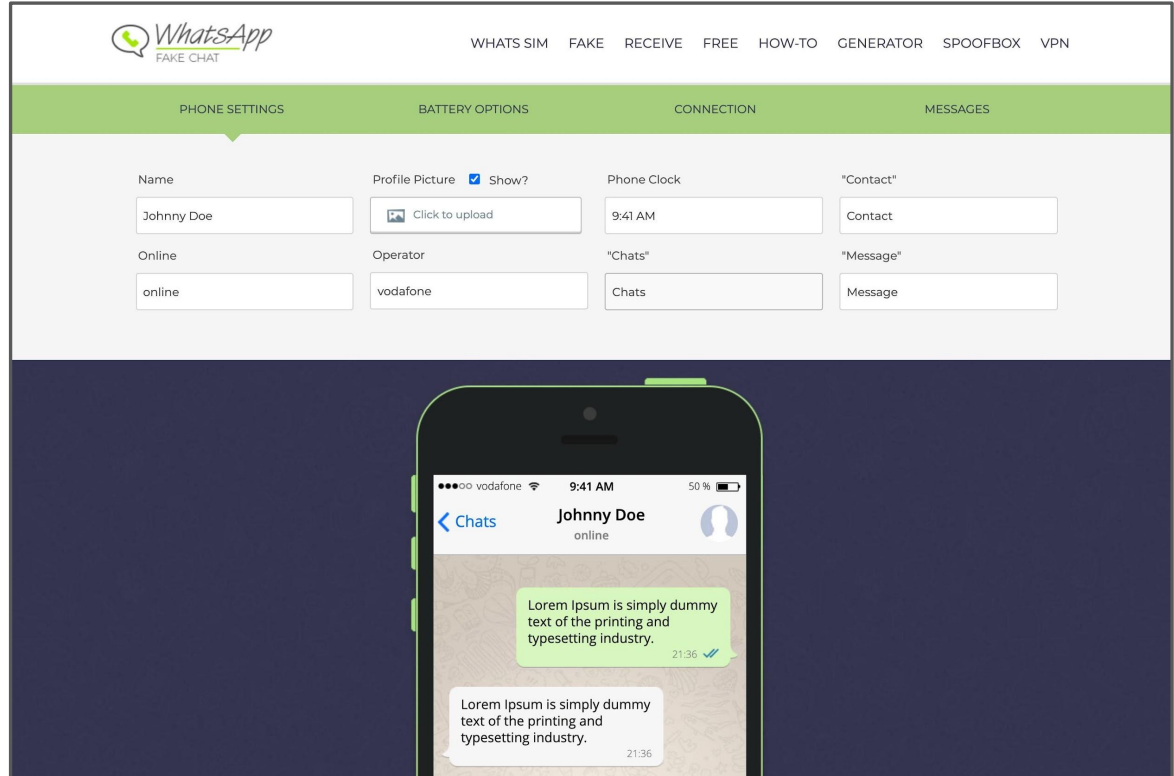 WhatsApp
FAKE CHAT
WHATS SIM FAKE RECEIVE FREE HOW-TO GENERATOR SPOOFBOX VPN
PHONE SETTINGS BATTERY OPTIONS CONNECTION MESSAGES
Name Profile Picture Show? Phone Clock "Contact"
Johnny Doe Click to upload 9:41 AM Contact
Online Operator "Chats" "Message"
online vodafone Chats Message
vodafone 9:41 AM 50 %
Chats Johnny Doe
online
Lorem Ipsum is simply dummy
text of the printing and
typesetting industry.
21:36
Lorem Ipsum is simply dummy
text of the printing and
typesetting industry.
21:36